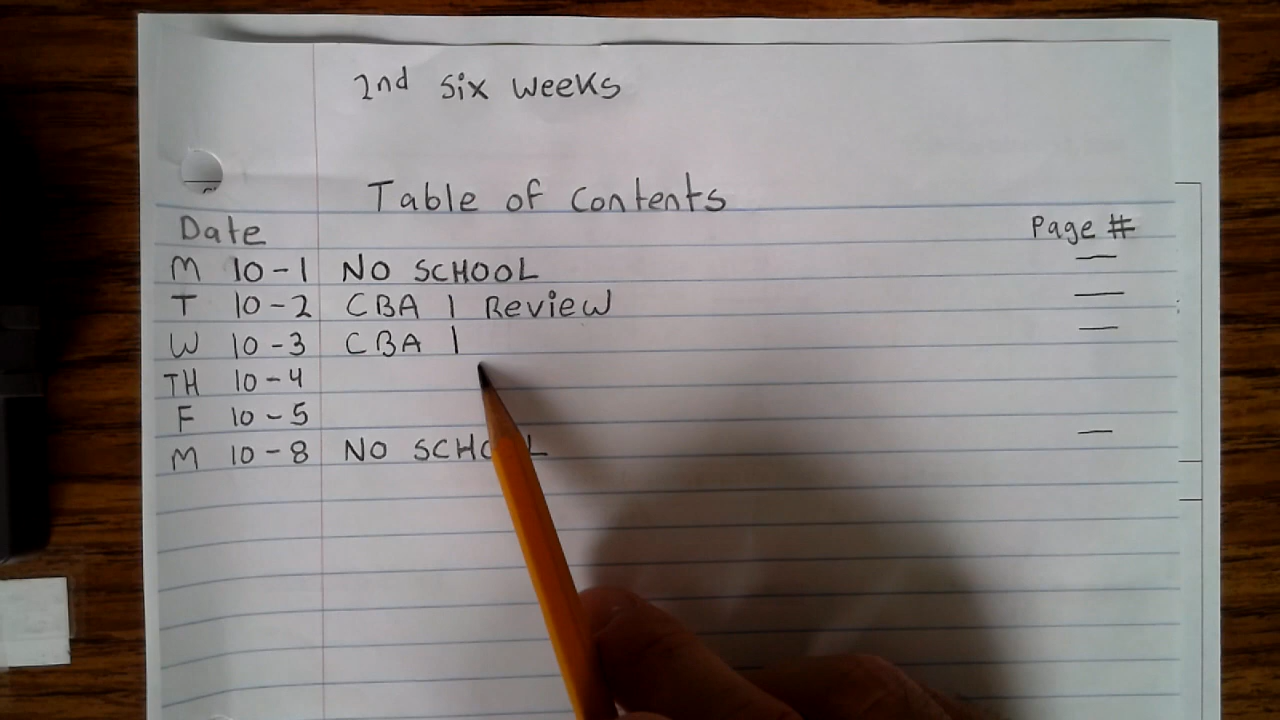 2nd Six Weeks
Table of Contents
Date Page #
M 10-1 NO SCHOOL —
T 10-2 CBA 1 Review —
W 10-3 CBA 1 —
TH 10-4
F 10-5
M 10-8 NO SCHOOL —